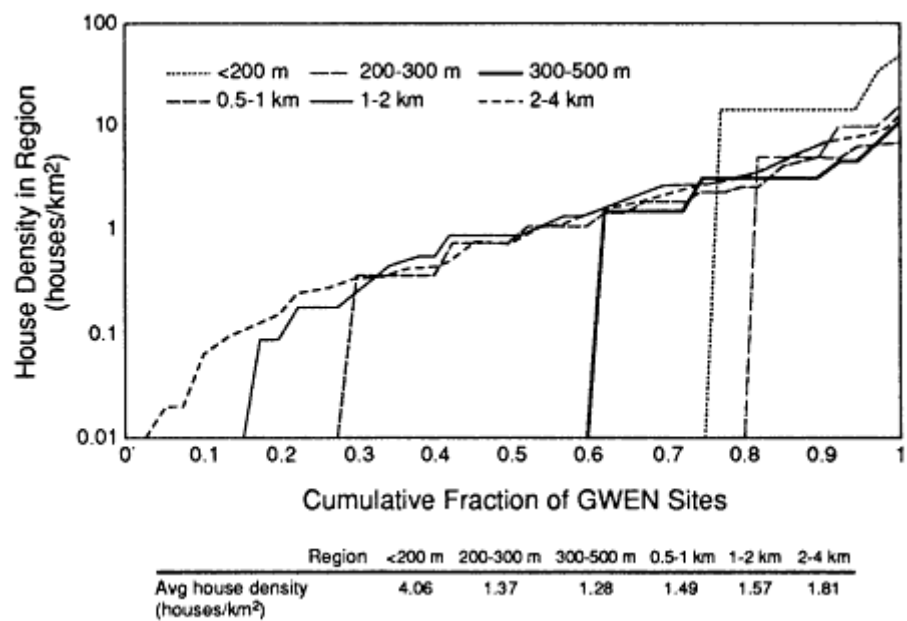 100
<200 m 200-300 m 300-500 m
0.5-1 km 1-2 km 2-4 km
10
1
0.1
0.01
House Density in Region
(houses/km²)
0 0.1 0.2 0.3 0.4 0.5 0.6 0.7 0.8 0.9 1
Cumulative Fraction of GWEN Sites
Region <200 m 200-300 m 300-500 m 0.5-1 km 1-2 km 2-4 km
Avg house density 4.06 1.37 1.28 1.49 1.57 1.81
(houses/km²)